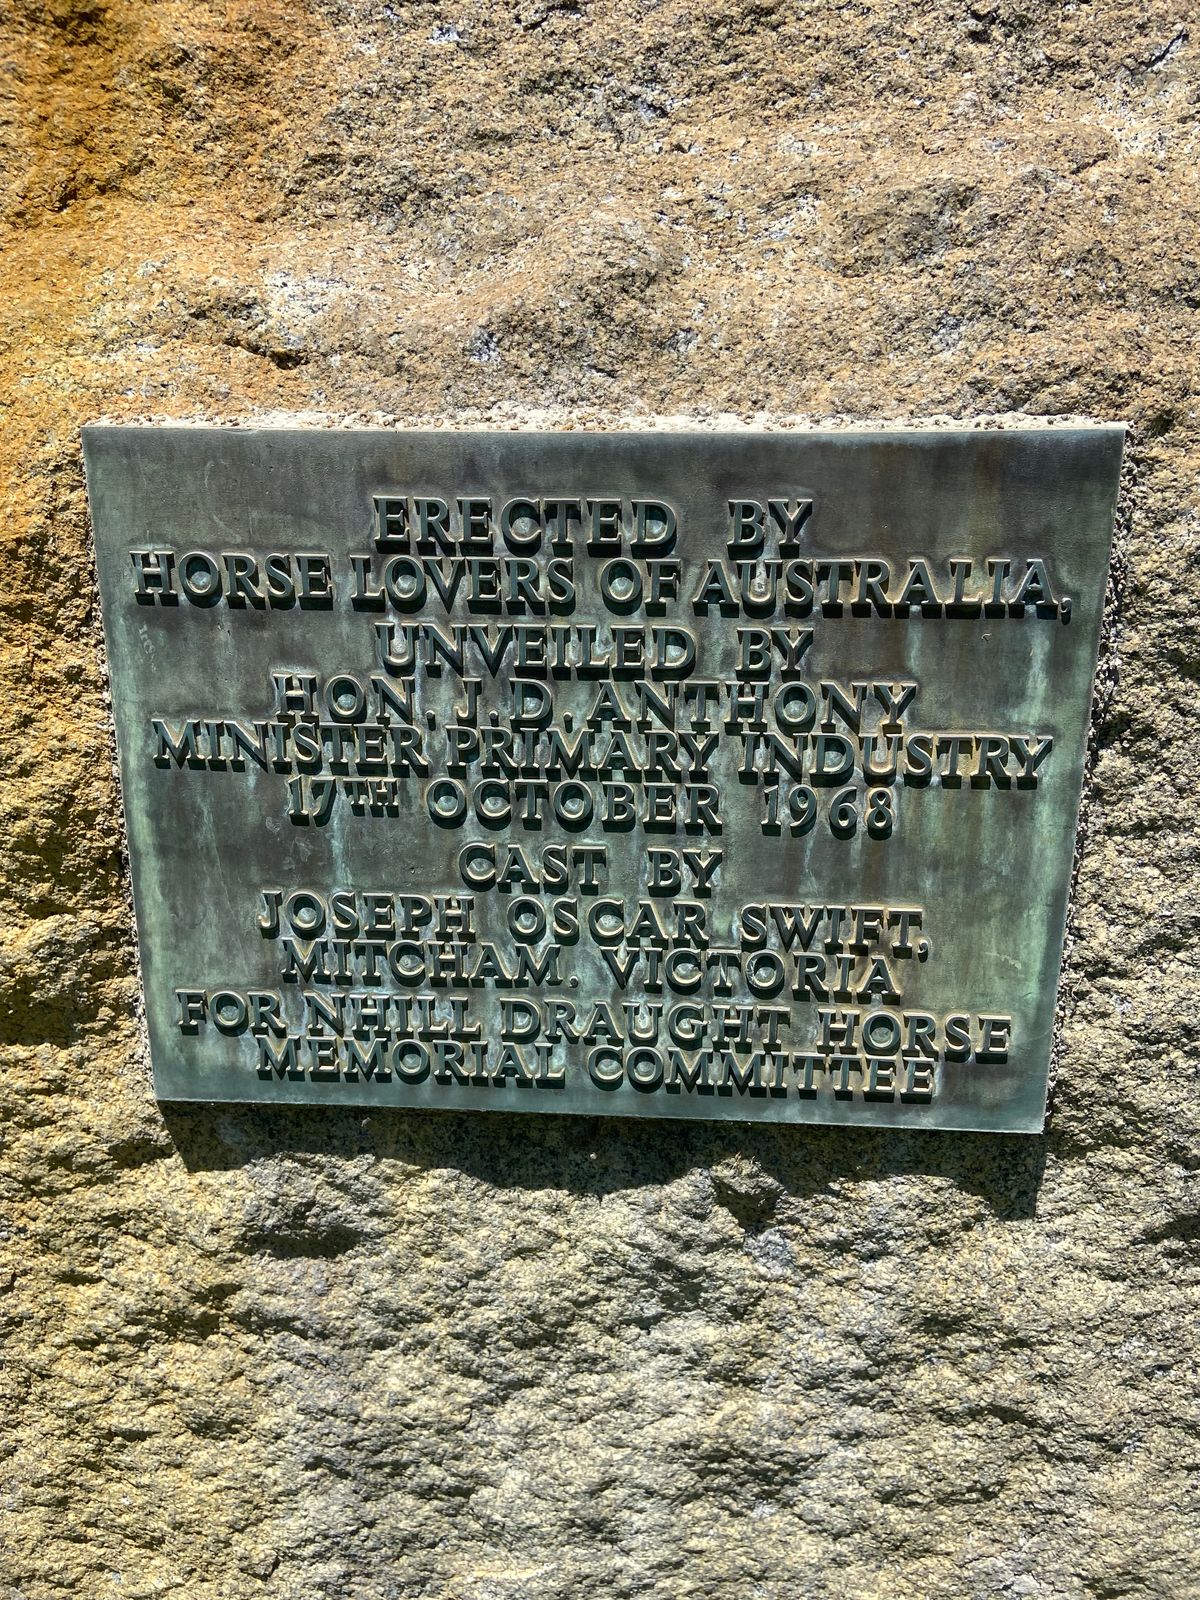 ERECTED BY
HORSE LOVERS OF AUSTRALIA,
UNVEILED BY
HON. J.D. ANTHONY
MINISTER PRIMARY INDUSTRY
17TH OCTOBER 1968
CAST BY
JOSEPH OSCAR SWIFT,
MITCHAM. VICTORIA
FOR NHILL DRAUGHT HORSE
MEMORIAL COMMITTEE